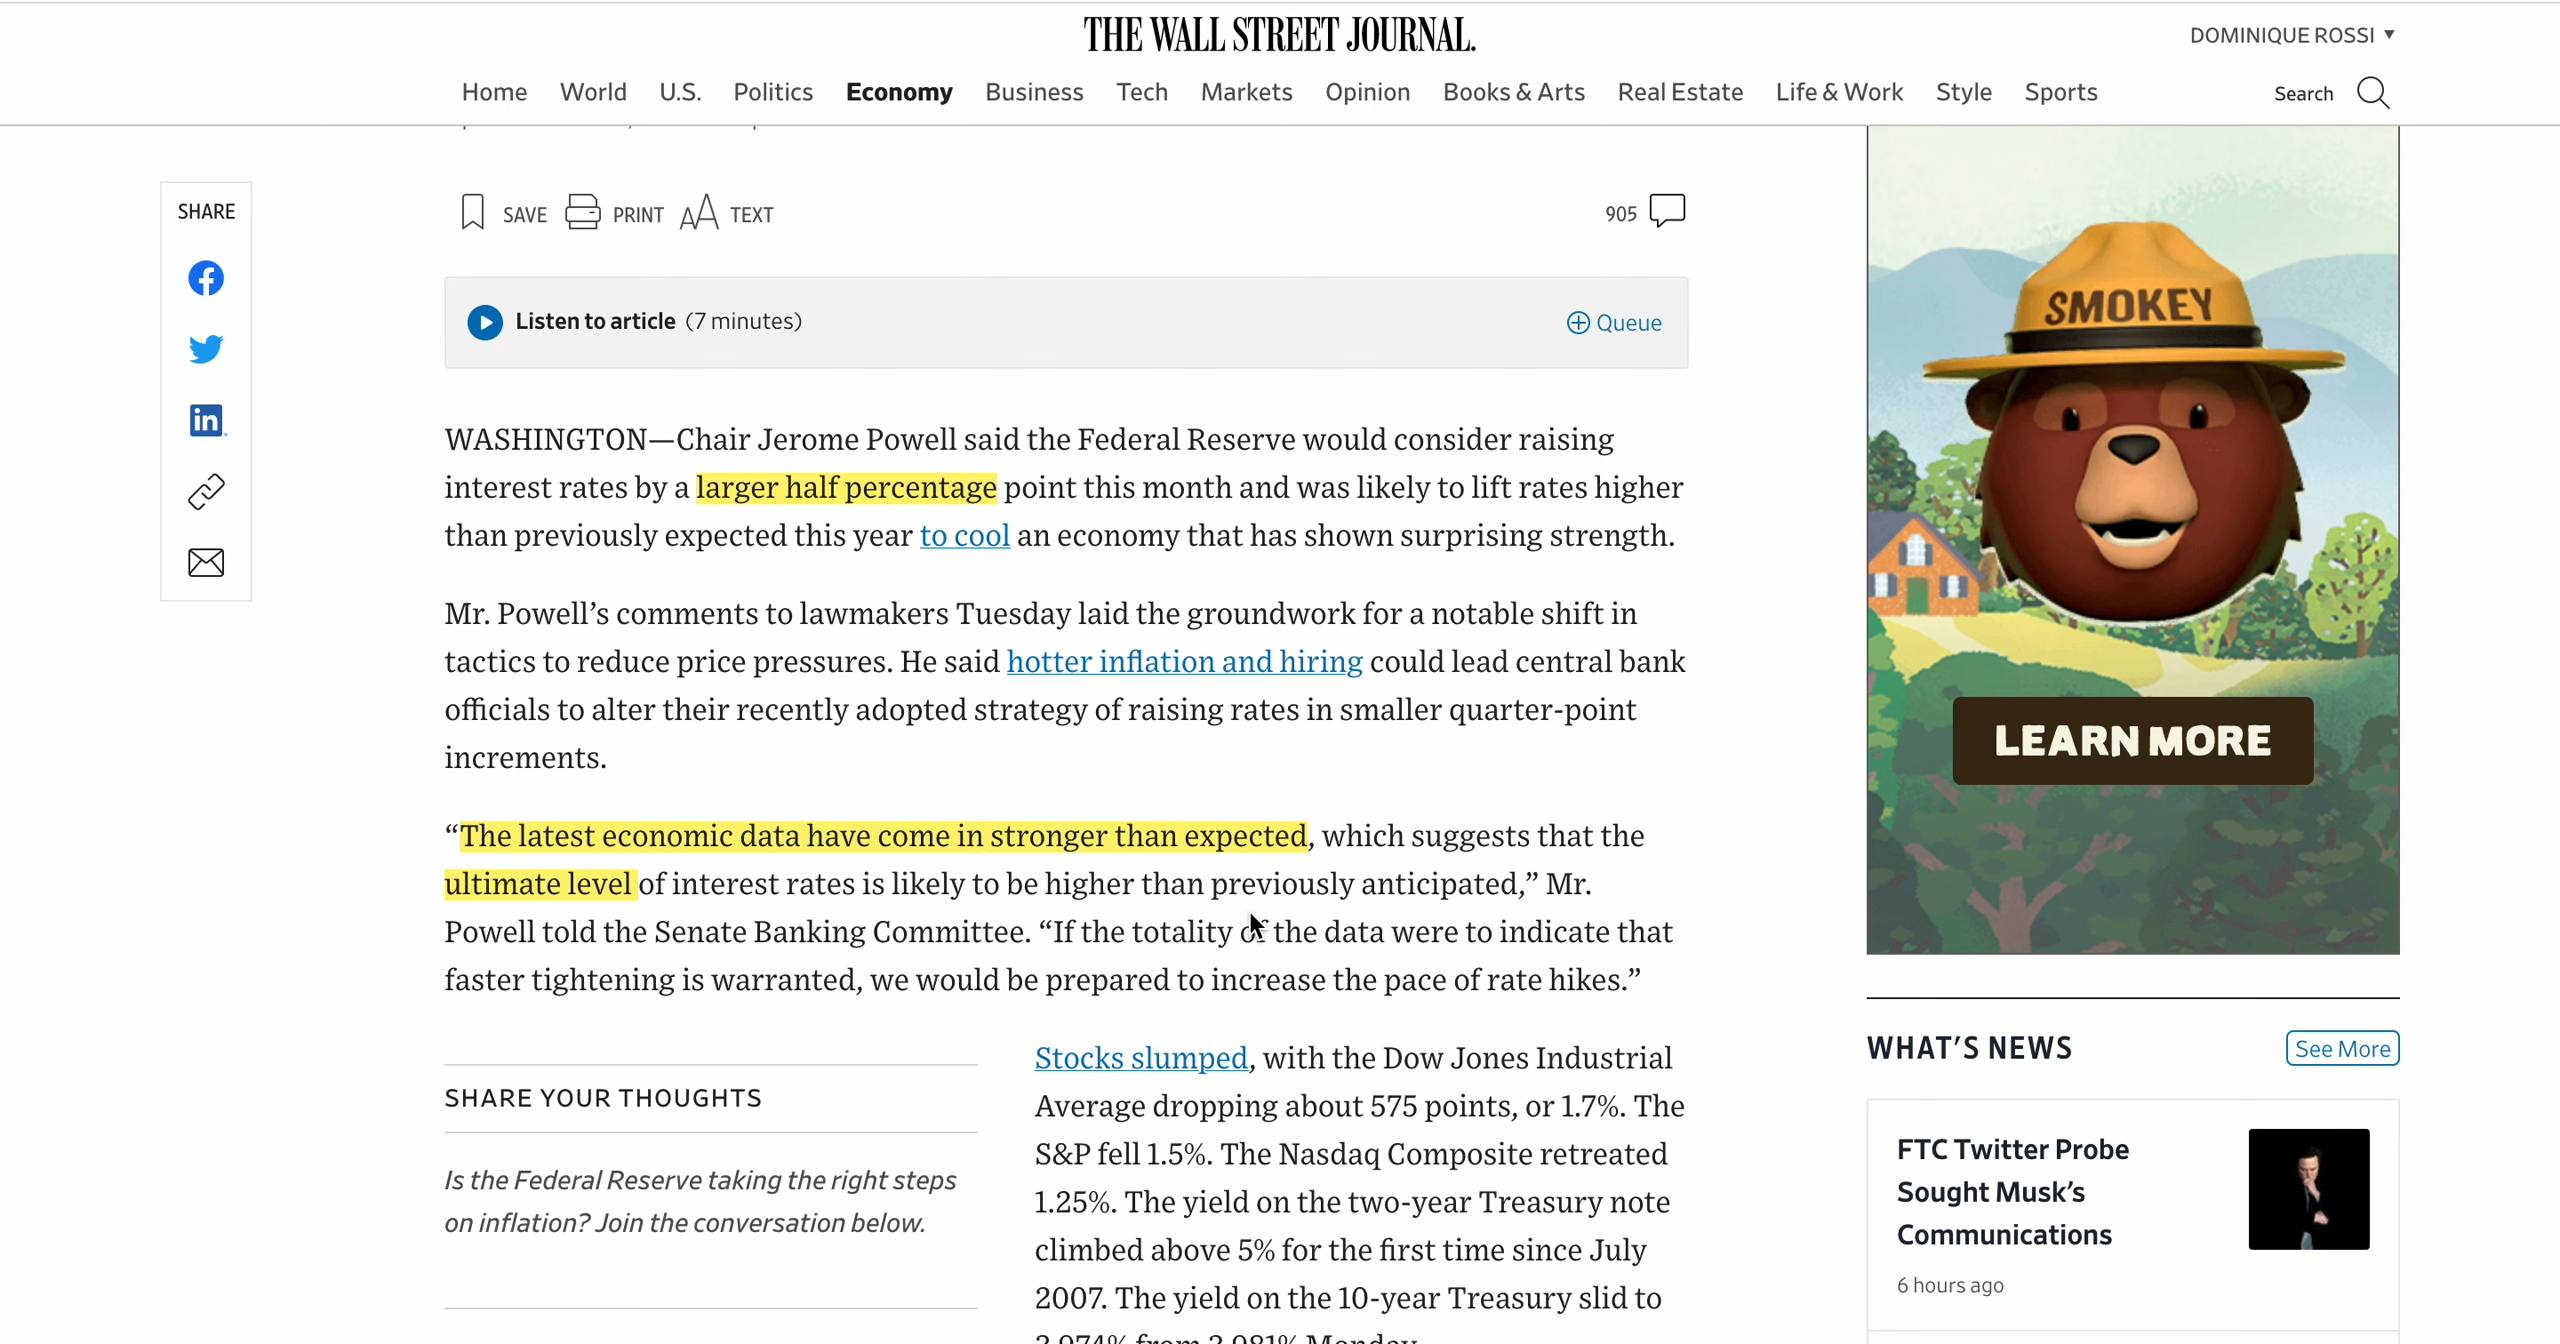 THE WALL STREET JOURNAL.
DOMINIQUE ROSSI ▼
Home World U.S. Politics Economy Business Tech Markets Opinion Books & Arts Real Estate Life & Work Style Sports Search
SHARE
SAVE PRINT AA TEXT
905
Listen to article (7 minutes)
Queue
WASHINGTON—Chair Jerome Powell said the Federal Reserve would consider raising
interest rates by a larger half percentage point this month and was likely to lift rates higher
than previously expected this year to cool an economy that has shown surprising strength.
Mr. Powell’s comments to lawmakers Tuesday laid the groundwork for a notable shift in
tactics to reduce price pressures. He said hotter inflation and hiring could lead central bank
officials to alter their recently adopted strategy of raising rates in smaller quarter-point
increments.
“The latest economic data have come in stronger than expected, which suggests that the
ultimate level of interest rates is likely to be higher than previously anticipated,” Mr.
Powell told the Senate Banking Committee. “If the totality of the data were to indicate that
faster tightening is warranted, we would be prepared to increase the pace of rate hikes.”
SHARE YOUR THOUGHTS
Is the Federal Reserve taking the right steps
on inflation? Join the conversation below.
Stocks slumped, with the Dow Jones Industrial
Average dropping about 575 points, or 1.7%. The
S&P fell 1.5%. The Nasdaq Composite retreated
1.25%. The yield on the two-year Treasury note
climbed above 5% for the first time since July
2007. The yield on the 10-year Treasury slid to
3.974% from 3.981% Monday.
SMOKEY
LEARN MORE
WHAT’S NEWS
See More
FTC Twitter Probe
Sought Musk’s
Communications
6 hours ago